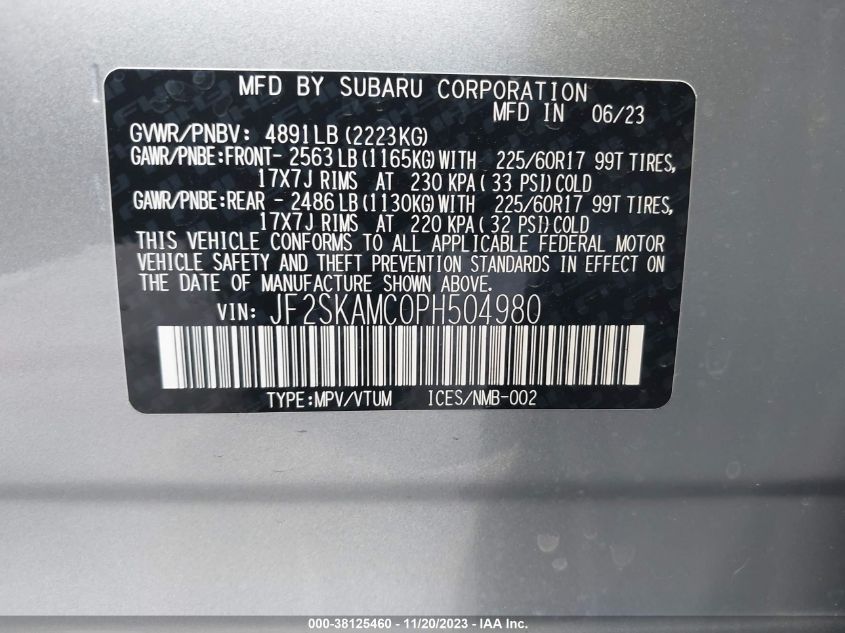 MFD BY SUBARU CORPORATION
MFD IN 06/23
GVWR/PNBV: 4891LB (2223KG)
GAWR/PNBE:FRONT- 2563 LB (1165KG) WITH 225/60R17 99T TIRES,
17X7J RIMS AT 230 KPA ( 33 PSI) COLD
GAWR/PNBE:REAR - 2486 LB (1130KG) WITH 225/60R17 99T TIRES,
17X7J RIMS AT 220 KPA ( 32 PSI) COLD
THIS VEHICLE CONFORMS TO ALL APPLICABLE FEDERAL MOTOR
VEHICLE SAFETY AND THEFT PREVENTION STANDARDS IN EFFECT ON
THE DATE OF MANUFACTURE SHOWN ABOVE.
VIN: JF2SKAMC0PH504980
TYPE:MPV/VTUM ICES/NMB-002
000-38125460 - 11/20/2023 - IAA Inc.